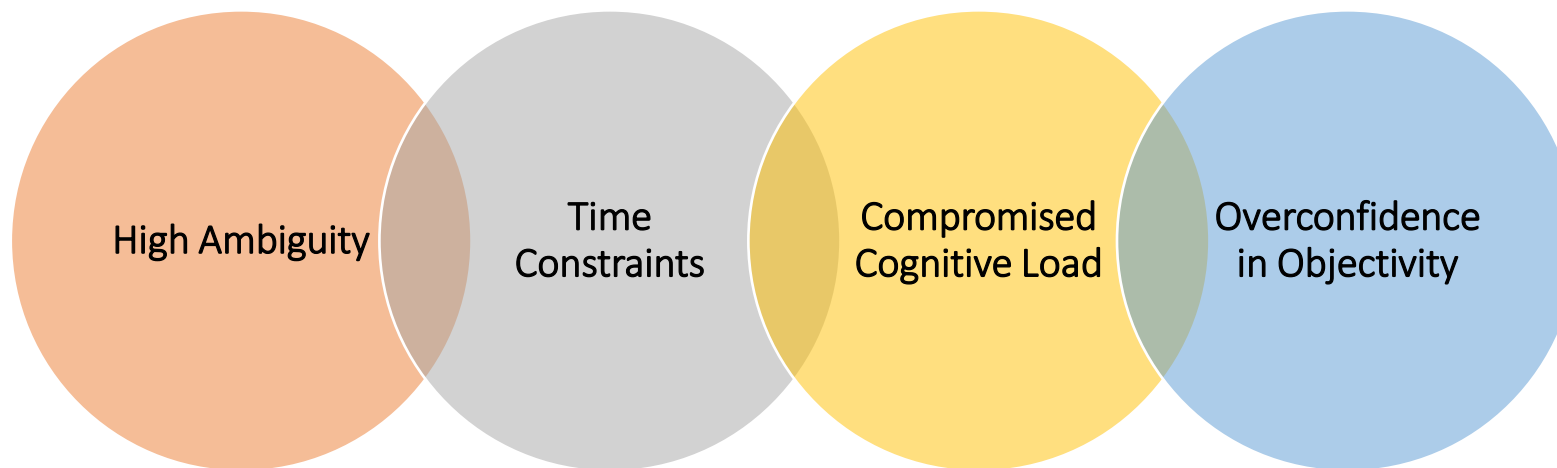 High Ambiguity
Time
Constraints
Compromised
Cognitive Load
Overconfidence
in Objectivity